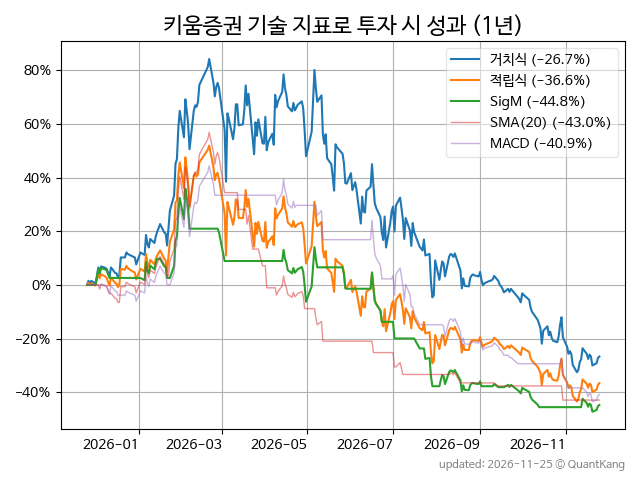 키움증권 기술 지표로 투자 시 성과 (1년)
거치식 (−26.7%)
적립식 (−36.6%)
SigM (−44.8%)
SMA(20) (−43.0%)
MACD (−40.9%)
80%
60%
40%
20%
0%
−20%
−40%
2026-01 2026-03 2026-05 2026-07 2026-09 2026-11
updated: 2026-11-25 © QuantKang